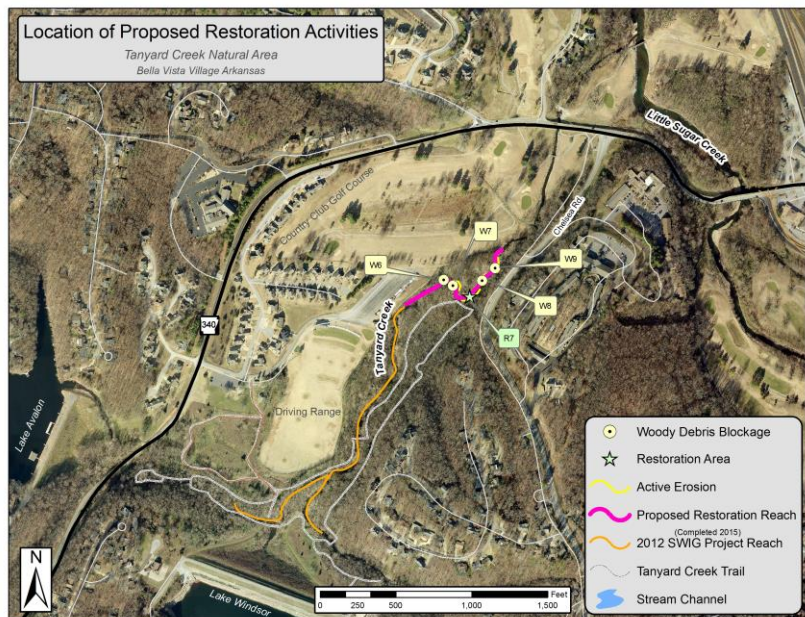 Location of Proposed Restoration Activities
Tanyard Creek Natural Area
Bella Vista Village Arkansas
Little Sugar Creek
Country Club Golf Course
Chelsea Rd.
W7
W6
W9
W8
340
Tanyard Creek
R7
Driving Range
Lake Avalon
Lake Windsor
Woody Debris Blockage
Restoration Area
Active Erosion
Proposed Restoration Reach
(Completed 2015)
2012 SWIG Project Reach
Tanyard Creek Trail
Stream Channel
N
Feet
0 250 500 1,000 1,500